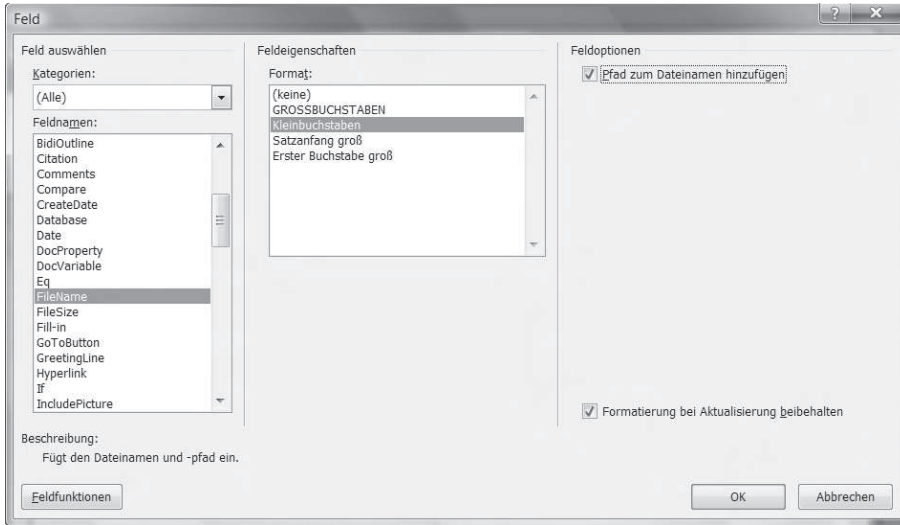 Feld
Feld auswählen
Kategorien:
(Alle)
Feldnamen:
BidiOutline
Citation
Comments
Compare
CreateDate
Database
Date
DocProperty
DocVariable
Eq
FileName
FileSize
Fill-in
GoToButton
GreetingLine
Hyperlink
If
IncludePicture
Feldeigenschaften
Format:
(keine)
GROSSBUCHSTABEN
Kleinbuchstaben
Satzanfang groß
Erster Buchstabe groß
Feldoptionen
Pfad zum Dateinamen hinzufügen
Formatierung bei Aktualisierung beibehalten
Beschreibung:
Fügt den Dateinamen und -pfad ein.
Feldfunktionen
OK
Abbrechen